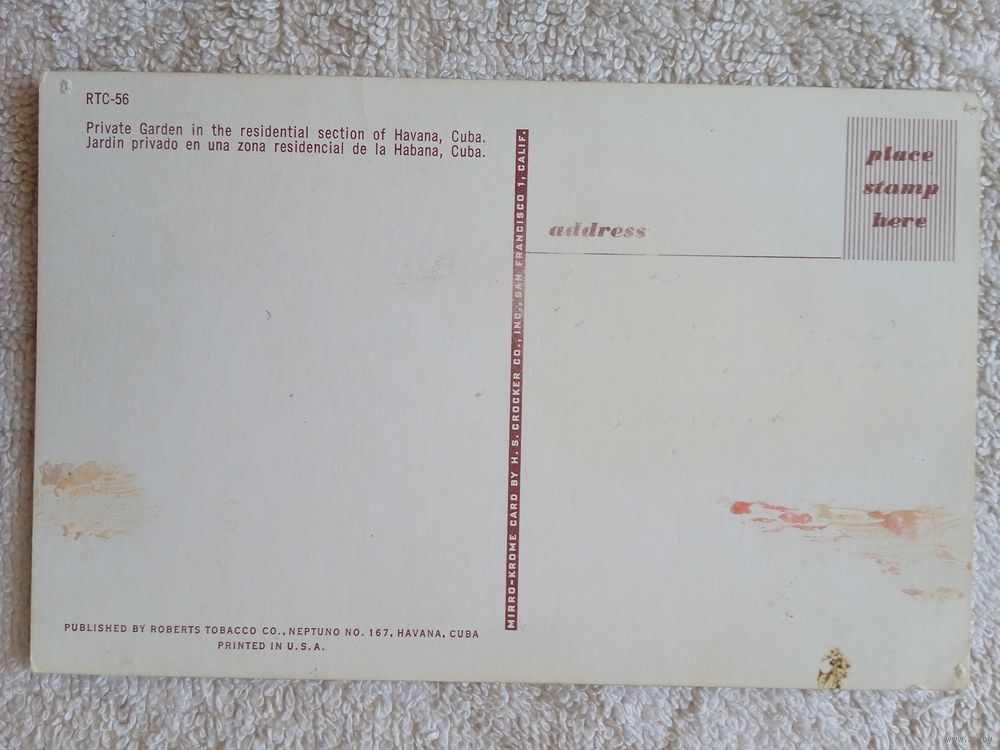 RTC-56
Private Garden in the residential section of Havana, Cuba.
Jardin privado en una zona residencial de la Habana, Cuba.
MIRRO-KROME CARD BY H. S. CROCKER CO., INC., SAN FRANCISCO 1, CALIF.
place
stamp
here
address
PUBLISHED BY ROBERTS TOBACCO CO., NEPTUNO NO. 167, HAVANA, CUBA
PRINTED IN U.S.A.